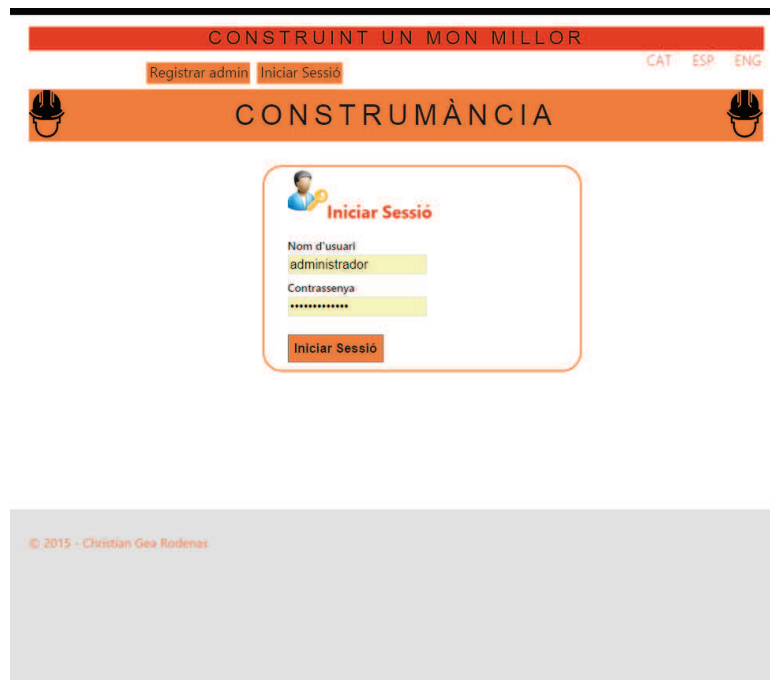 CONSTRUINT UN MON MILLOR
CAT ESP ENG
Registrar admin Iniciar Sessió
CONSTRUMÀNCIA
Iniciar Sessió
Nom d'usuari
administrador
Contrassenya
•••••••••••••
Iniciar Sessió
© 2015 - Christian Gea Rodenas